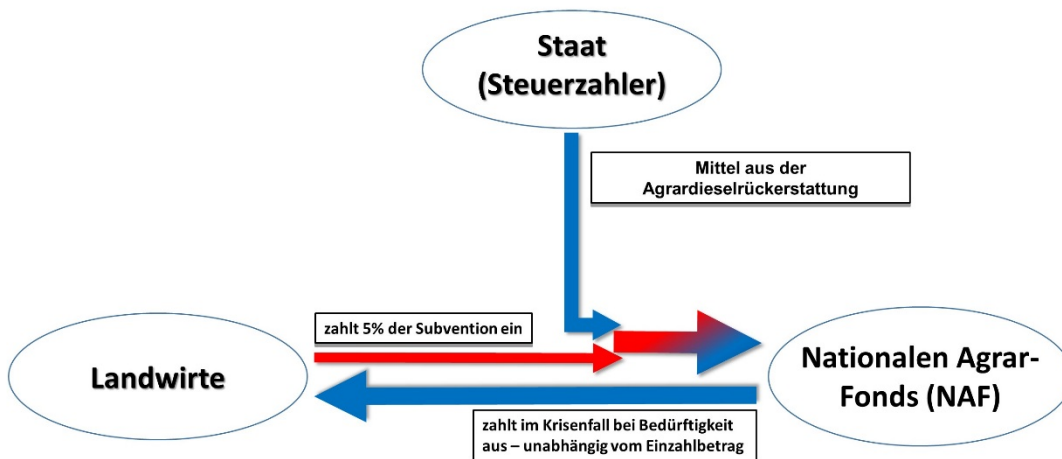 Staat
(Steuerzahler)
Mittel aus der
Agrardieselrückerstattung
zahlt 5% der Subvention ein
Landwirte
Nationalen Agrar-
Fonds (NAF)
zahlt im Krisenfall bei Bedürftigkeit
aus – unabhängig vom Einzahlbetrag